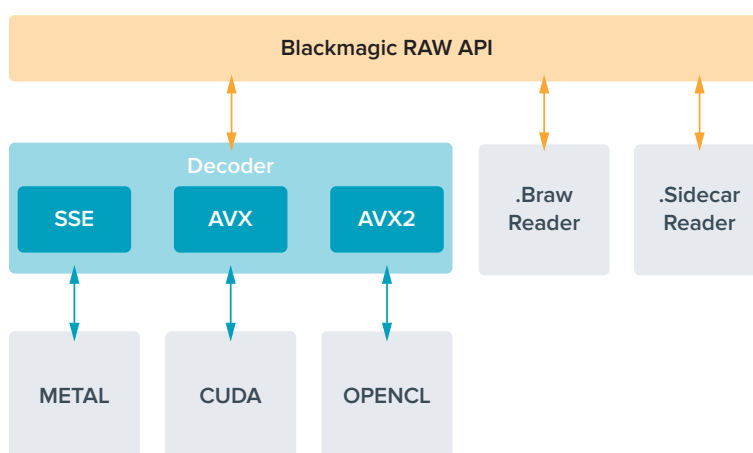 Blackmagic RAW API
Decoder
SSE
AVX
AVX2
.Braw
Reader
.Sidecar
Reader
METAL
CUDA
OPENCL